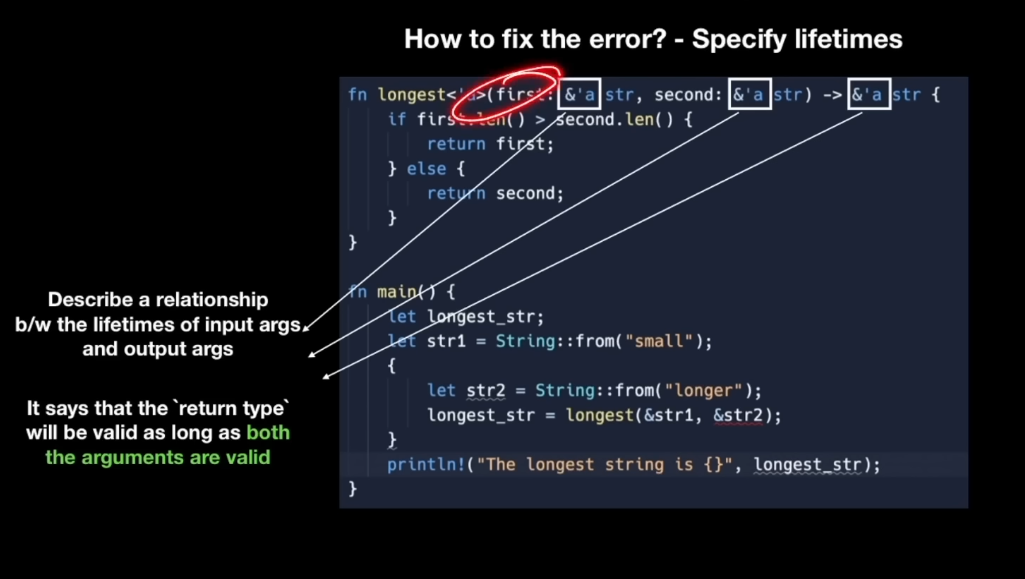 How to fix the error? - Specify lifetimes
fn longest<'a>(first: &'a str, second: &'a str) -> &'a str {
if first.len() > second.len() {
return first;
} else {
return second;
}
}
fn main() {
let longest_str;
let str1 = String::from("small");
{
let str2 = String::from("longer");
longest_str = longest(&str1, &str2);
}
println!("The longest string is {}", longest_str);
}
Describe a relationship
b/w the lifetimes of input args
and output args
It says that the `return type`
will be valid as long as both
the arguments are valid